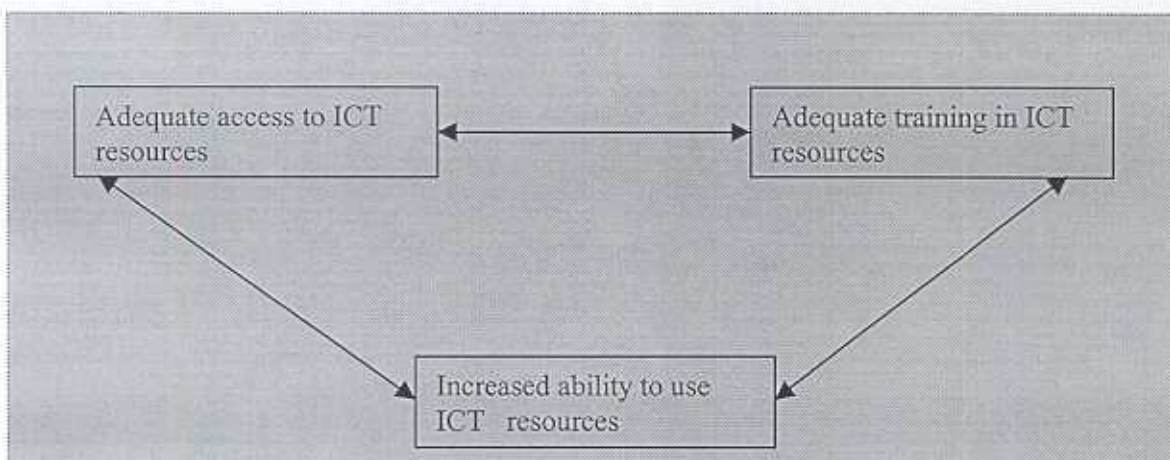 Adequate access to ICT
resources
Adequate training in ICT
resources
Increased ability to use
ICT resources